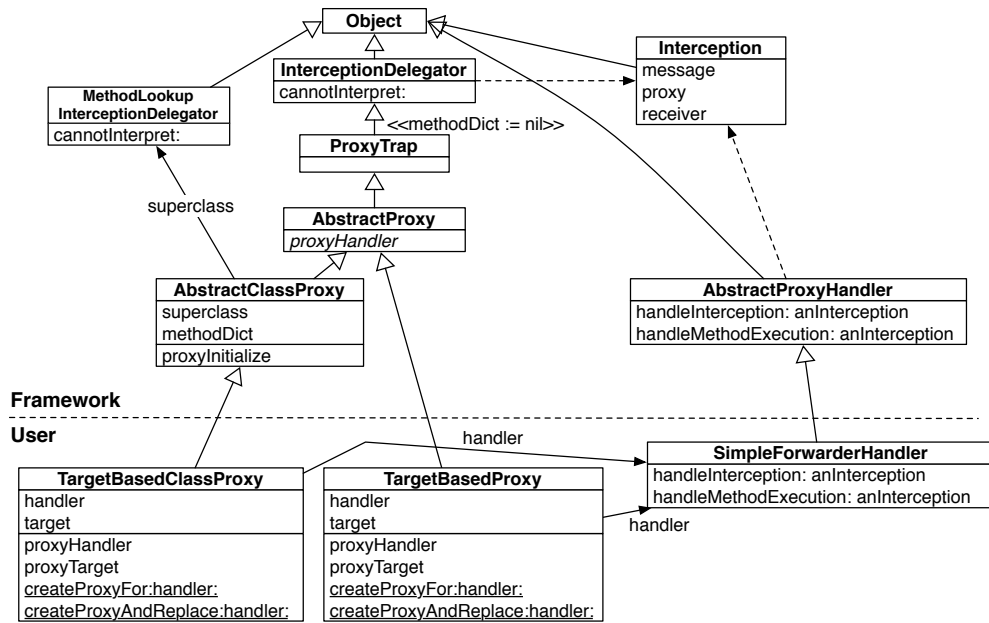 Object
InterceptionDelegator
cannotInterpret:
Interception
message
proxy
receiver
MethodLookup
InterceptionDelegator
cannotInterpret:
<<methodDict := nil>>
ProxyTrap
superclass
AbstractProxy
proxyHandler
AbstractClassProxy
superclass
methodDict
proxyInitialize
AbstractProxyHandler
handleInterception: anInterception
handleMethodExecution: anInterception
Framework
User
handler
TargetBasedClassProxy
handler
target
proxyHandler
proxyTarget
createProxyFor:handler:
createProxyAndReplace:handler:
TargetBasedProxy
handler
target
proxyHandler
proxyTarget
createProxyFor:handler:
createProxyAndReplace:handler:
SimpleForwarderHandler
handleInterception: anInterception
handleMethodExecution: anInterception
handler